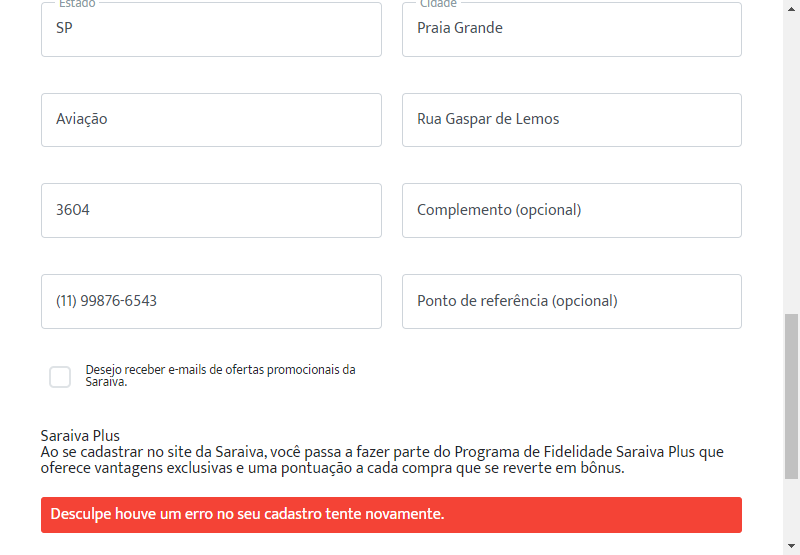 Estado
Cidade
SP
Praia Grande
Aviação
Rua Gaspar de Lemos
3604
Complemento (opcional)
(11) 99876-6543
Ponto de referência (opcional)
Desejo receber e-mails de ofertas promocionais da
Saraiva.
Saraiva Plus
Ao se cadastrar no site da Saraiva, você passa a fazer parte do Programa de Fidelidade Saraiva Plus que
oferece vantagens exclusivas e uma pontuação a cada compra que se reverte em bônus.
Desculpe houve um erro no seu cadastro tente novamente.